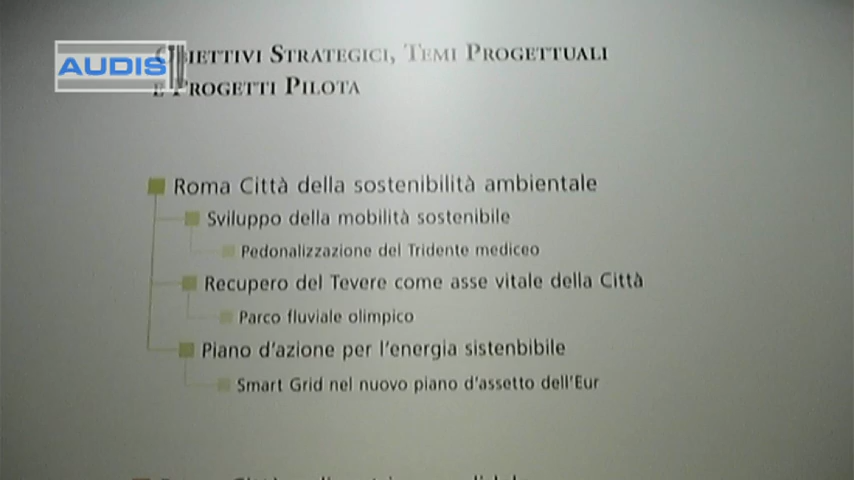 AUDIS
Obiettivi Strategici, Temi Progettuali
e Progetti Pilota
Roma Città della sostenibilità ambientale
Sviluppo della mobilità sostenibile
Pedonalizzazione del Tridente mediceo
Recupero del Tevere come asse vitale della Città
Parco fluviale olimpico
Piano d'azione per l'energia sistenbibile
Smart Grid nel nuovo piano d'assetto dell'Eur